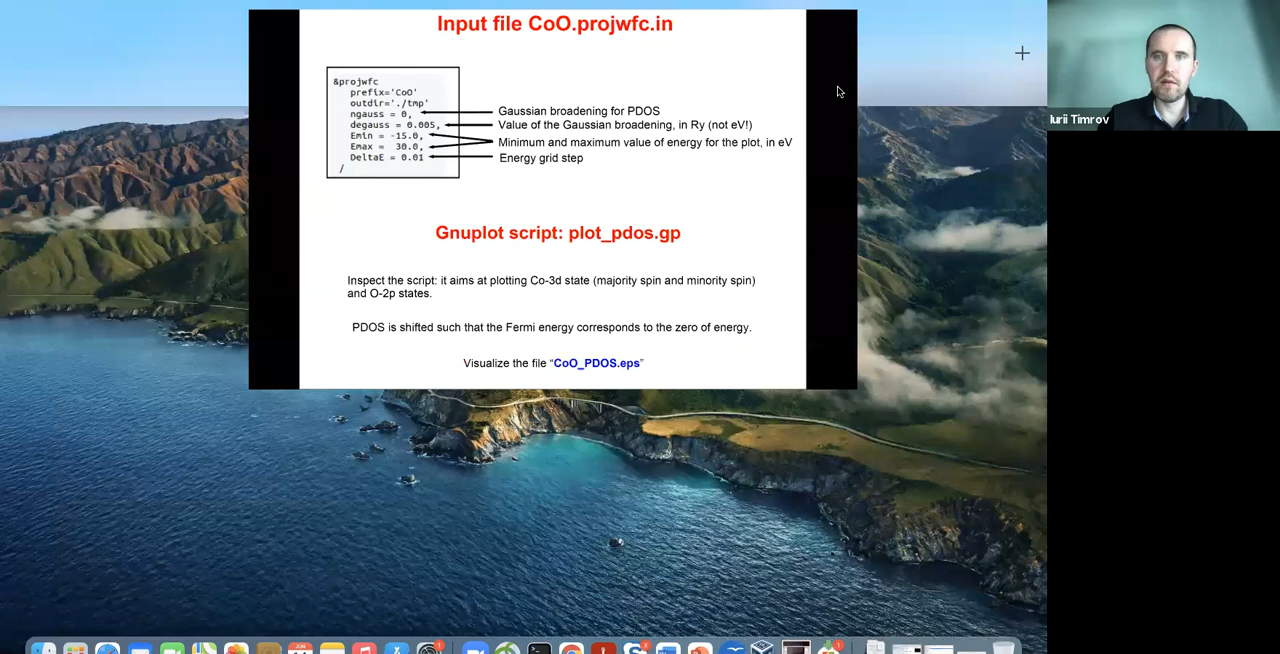 Input file CoO.projwfc.in
&projwfc
prefix='CoO'
outdir='./tmp'
ngauss = 0,
degauss = 0.005,
Emin = -15.0,
Emax = 30.0,
DeltaE = 0.01
/
Gaussian broadening for PDOS
Value of the Gaussian broadening, in Ry (not eV!)
Minimum and maximum value of energy for the plot, in eV
Energy grid step
Gnuplot script: plot_pdos.gp
Inspect the script: it aims at plotting Co-3d state (majority spin and minority spin)
and O-2p states.
PDOS is shifted such that the Fermi energy corresponds to the zero of energy.
Visualize the file “CoO_PDOS.eps”
Iurii Timrov